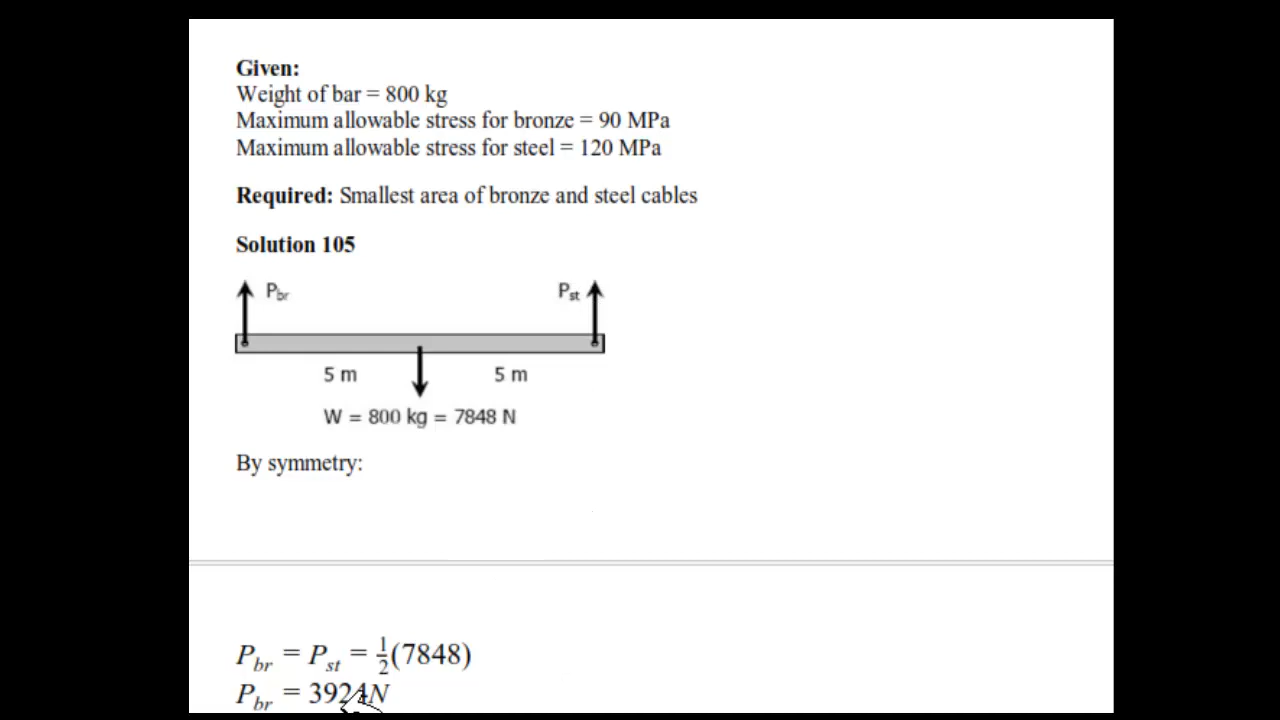 Given:
Weight of bar = 800 kg
Maximum allowable stress for bronze = 90 MPa
Maximum allowable stress for steel = 120 MPa
Required: Smallest area of bronze and steel cables
Solution 105
Pbr Pst
5 m 5 m
W = 800 kg = 7848 N
By symmetry:
Pbr = Pst = 1/2(7848)
Pbr = 3924N